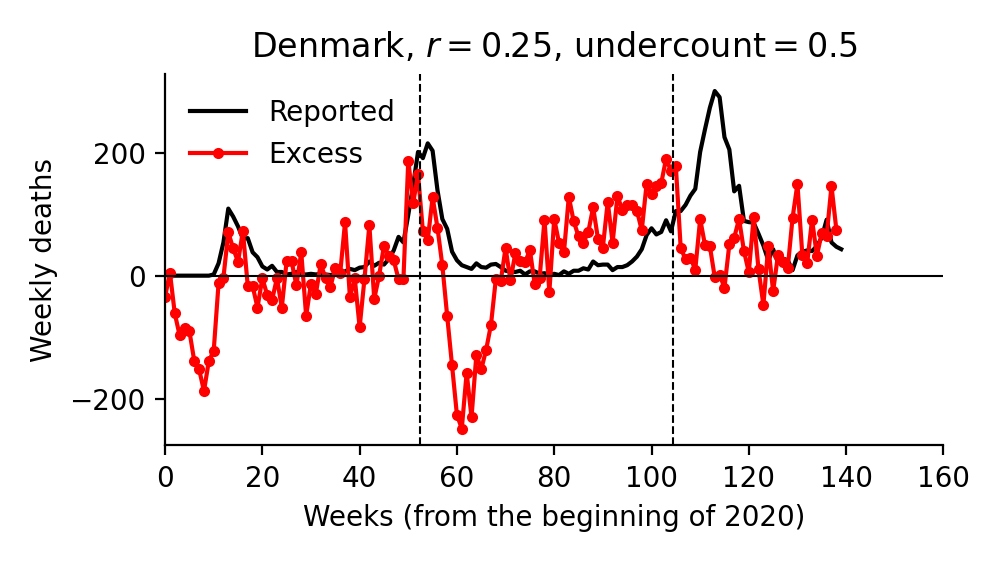 Denmark, r = 0.25, undercount = 0.5
Reported
Excess
Weekly deaths
200
0
−200
0 20 40 60 80 100 120 140 160
Weeks (from the beginning of 2020)